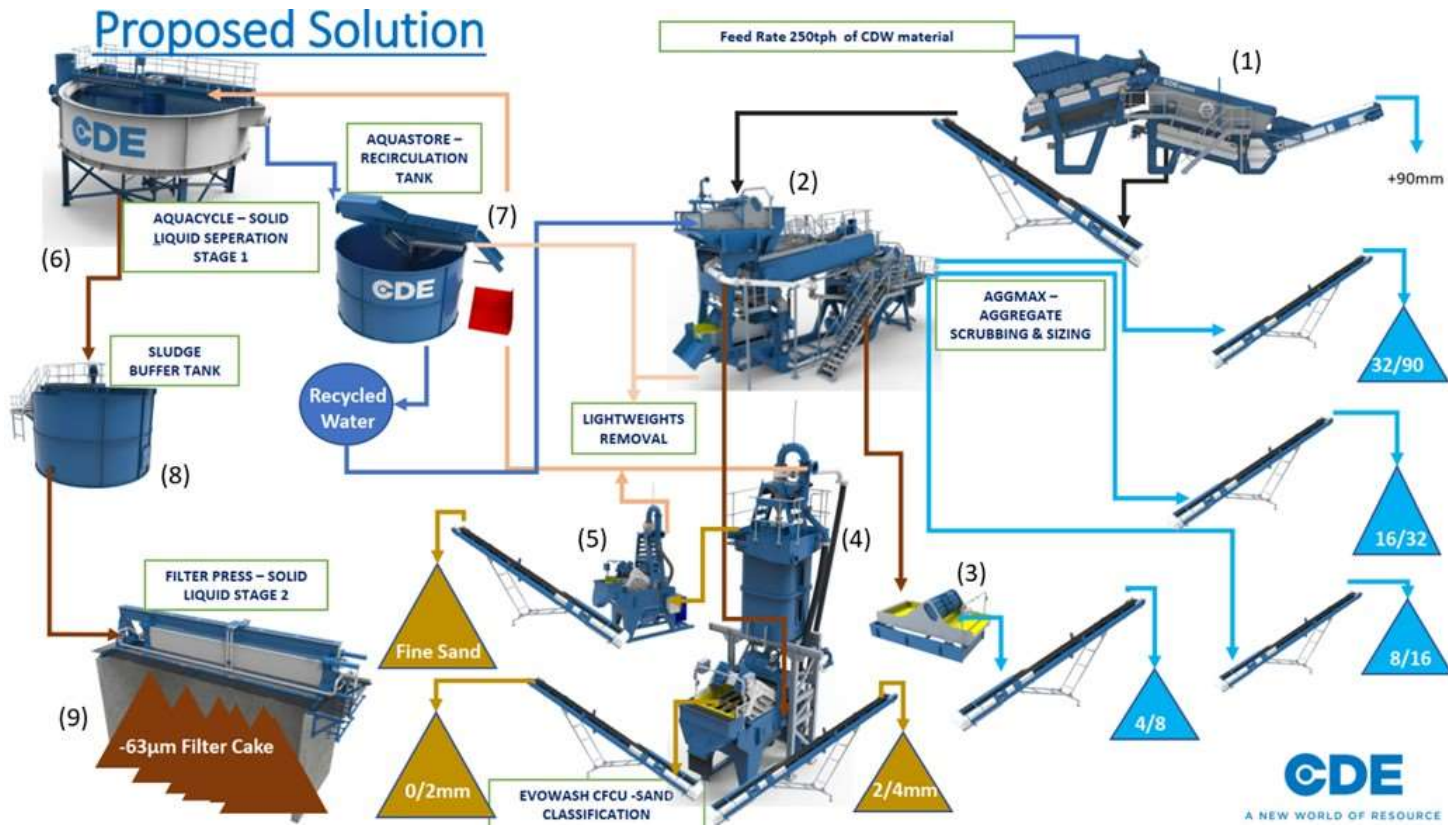 Proposed Solution
Feed Rate 250tph of CDW material
(1)
+90mm
CDE
AQUASTORE –
RECIRCULATION
TANK
(2)
(7)
AQUACYCLE – SOLID
LIQUID SEPERATION
STAGE 1
(6)
CDE
AGGMAX –
AGGREGATE
SCRUBBING & SIZING
32/90
SLUDGE
BUFFER TANK
Recycled
Water
LIGHTWEIGHTS
REMOVAL
(8)
16/32
(5)
(4)
(3)
FILTER PRESS – SOLID
LIQUID STAGE 2
Fine Sand
8/16
4/8
(9)
-63µm Filter Cake
0/2mm
2/4mm
EVOWASH CFCU -SAND
CLASSIFICATION
CDE
A NEW WORLD OF RESOURCE